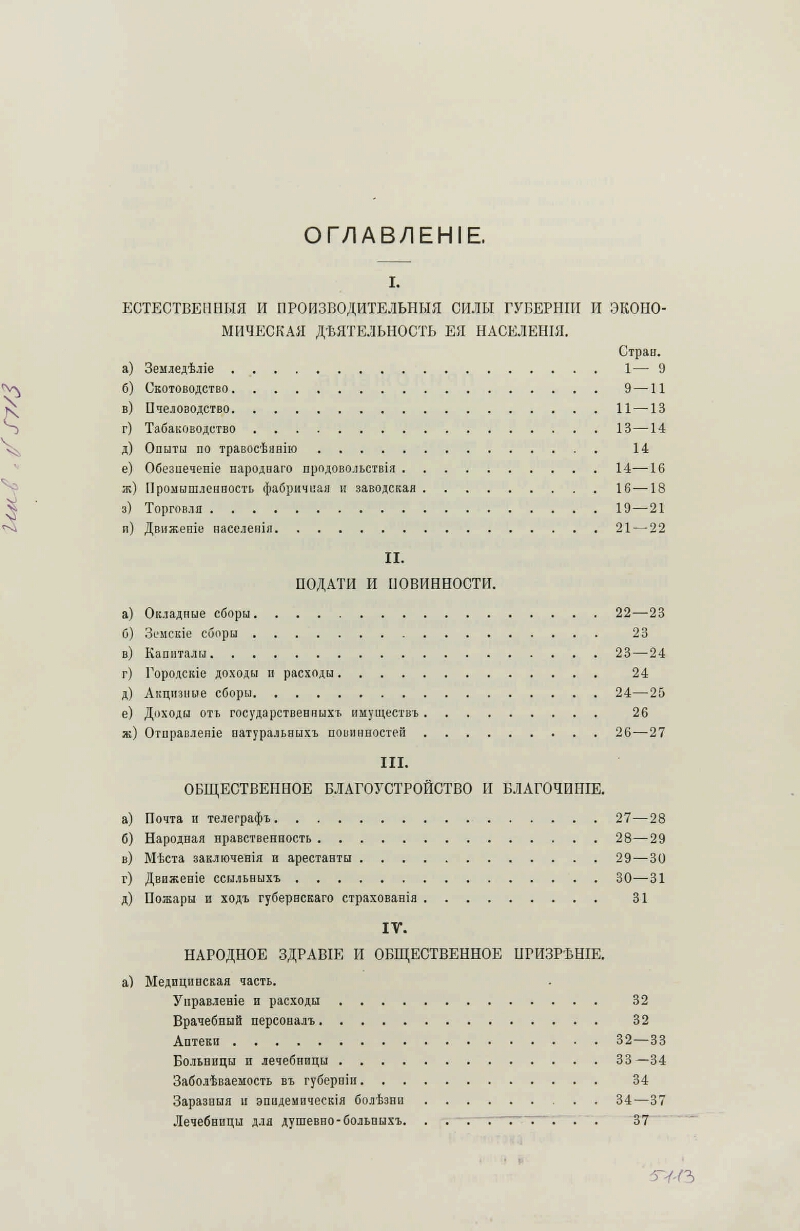 ОГЛАВЛЕНІЕ.
I.
ЕСТЕСТВЕННЫЯ И ПРОИЗВОДИТЕЛЬНЫЯ СИЛЫ ГУБЕРНІИ И ЭКОНО-
МИЧЕСКАЯ ДѢЯТЕЛЬНОСТЬ ЕЯ НАСЕЛЕНІЯ.
Стран.
а) Земледѣліе . . . . . . . . . . . . . . . . . . 1— 9
б) Скотоводство. . . . . . . . . . . . . . . . . . 9—11
в) Пчеловодство. . . . . . . . . . . . . . . . . . 11—13
г) Табаководство . . . . . . . . . . . . . . . . . 13—14
д) Опыты по травосѣянію . . . . . . . . . . . . . 14
е) Обезпеченіе народнаго продовольствія . . . . . . . . . 14—16
ж) Промышленность фабричная и заводская . . . . . . . . . 16—18
з) Торговля . . . . . . . . . . . . . . . . . . 19—21
и) Движеніе населенія. . . . . . . . . . . . . . . 21—22
II.
ПОДАТИ И ПОВИННОСТИ.
а) Окладные сборы. . . . . . . . . . . . . . . . 22—23
б) Земскіе сборы . . . . . . . . . . . . . . . . 23
в) Капиталы. . . . . . . . . . . . . . . . . . 23—24
г) Городскіе доходы и расходы. . . . . . . . . . . . 24
д) Акцизные сборы. . . . . . . . . . . . . . . . 24—25
е) Доходы отъ государственныхъ имуществъ . . . . . . . . 26
ж) Отправленіе натуральныхъ повинностей . . . . . . . . 26—27
III.
ОБЩЕСТВЕННОЕ БЛАГОУСТРОЙСТВО И БЛАГОЧИНІЕ.
а) Почта и телеграфъ. . . . . . . . . . . . . . . 27—28
б) Народная нравственность . . . . . . . . . . . . . 28—29
в) Мѣста заключенія и арестанты . . . . . . . . . . . 29—30
г) Движеніе ссыльныхъ . . . . . . . . . . . . . . 30—31
д) Пожары и ходъ губернскаго страхованія . . . . . . . . 31
IV.
НАРОДНОЕ ЗДРАВІЕ И ОБЩЕСТВЕННОЕ ПРИЗРѢНІЕ.
а) Медицинская часть.
Управленіе и расходы . . . . . . . . . . . . 32
Врачебный персоналъ. . . . . . . . . . . . . 32
Аптеки . . . . . . . . . . . . . . . . 32—33
Больницы и лечебницы . . . . . . . . . . . . 33—34
Заболѣваемость въ губерніи. . . . . . . . . . . 34
Заразныя и эпидемическія болѣзни . . . . . . . . 34—37
Лечебницы для душевно-больныхъ. . . . . . . . . 37